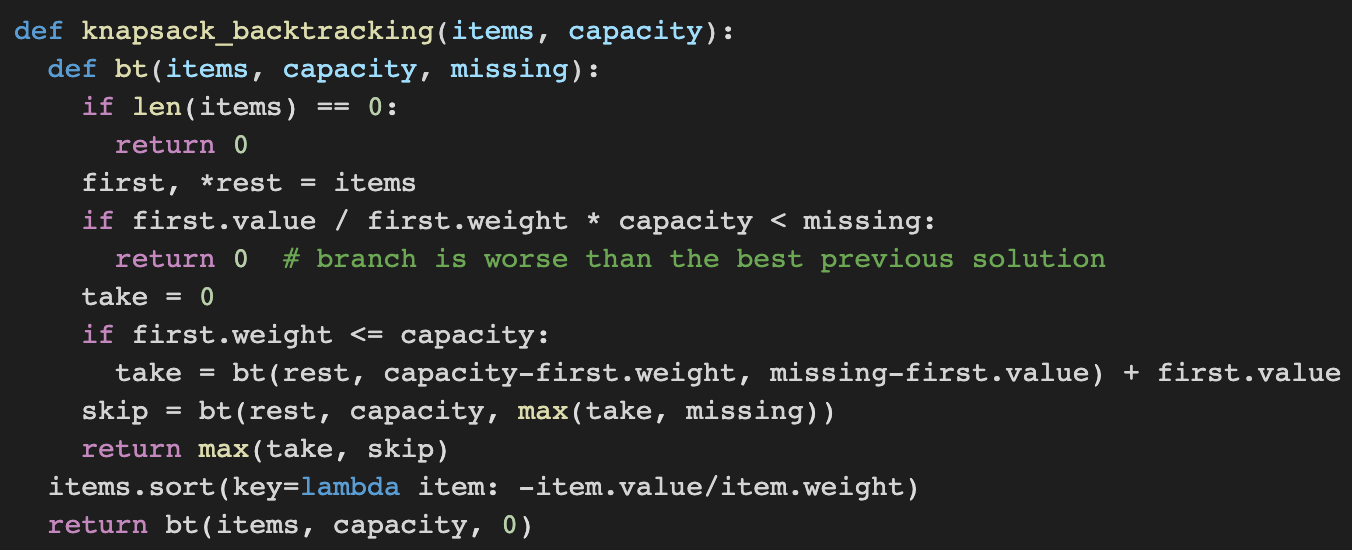 def knapsack_backtracking(items, capacity):
  def bt(items, capacity, missing):
    if len(items) == 0:
      return 0
    first, *rest = items
    if first.value / first.weight * capacity < missing:
      return 0  # branch is worse than the best previous solution
    take = 0
    if first.weight <= capacity:
      take = bt(rest, capacity-first.weight, missing-first.value) + first.value
    skip = bt(rest, capacity, max(take, missing))
    return max(take, skip)
  items.sort(key=lambda item: -item.value/item.weight)
  return bt(items, capacity, 0)